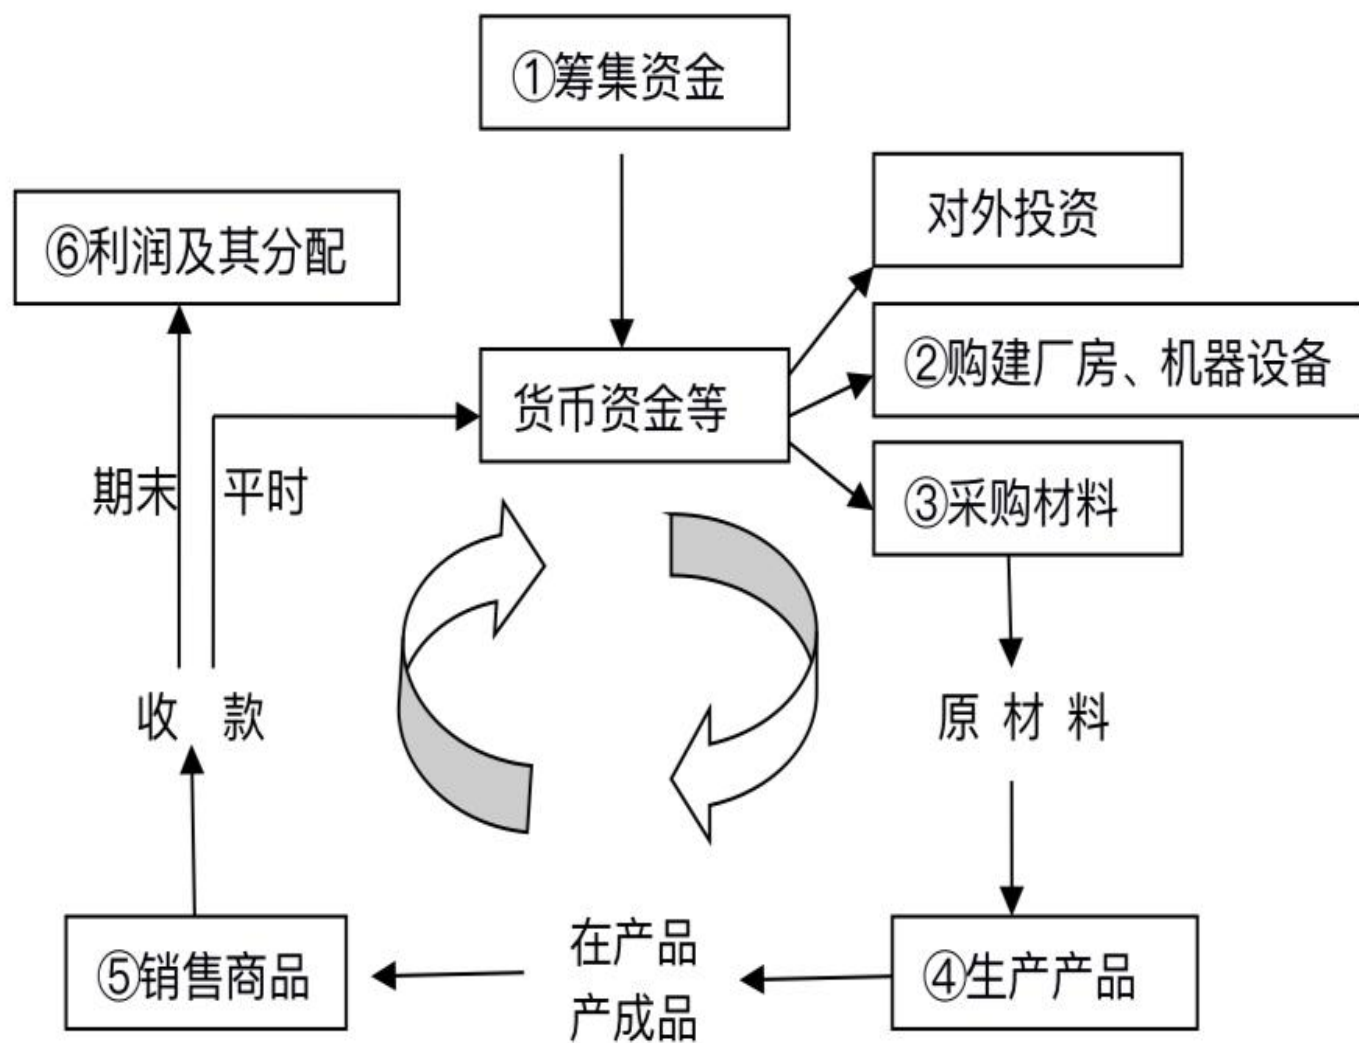 ①筹集资金
对外投资
⑥利润及其分配
②购建厂房、机器设备
货币资金等
期末 平时
③采购材料
收 款
原 材 料
在产品
产成品
⑤销售商品
④生产产品